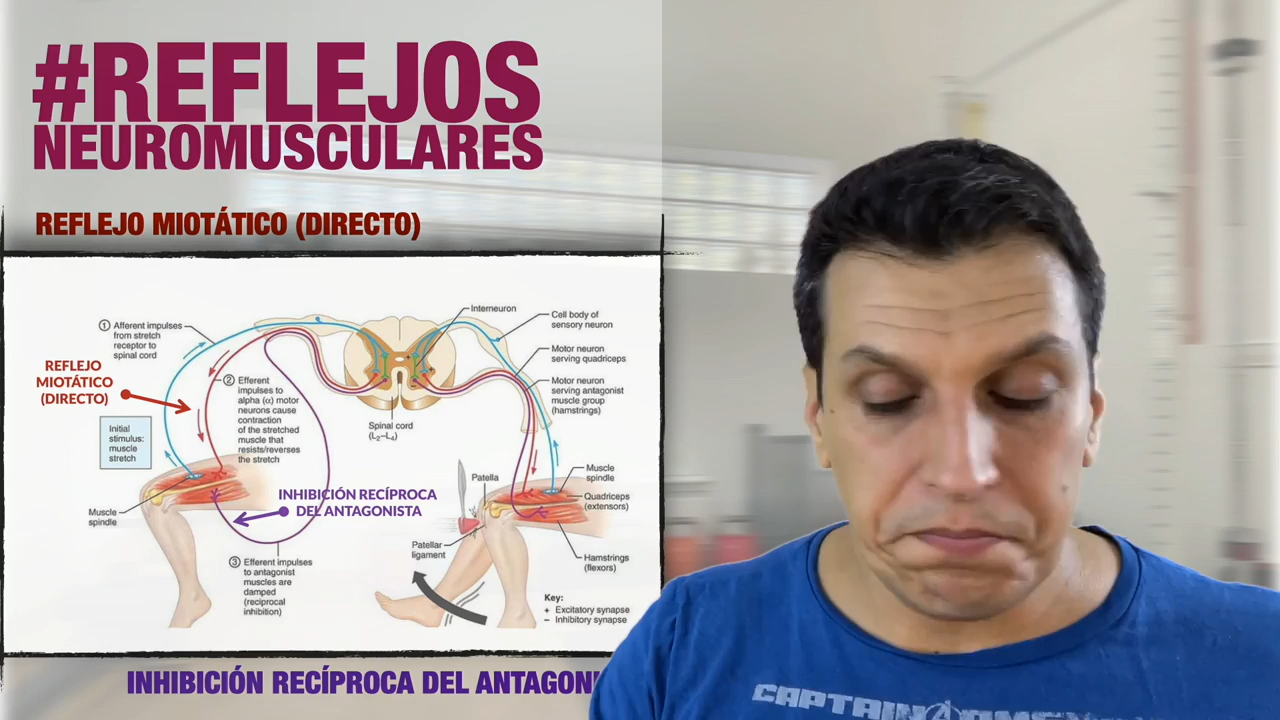 #REFLEJOS
NEUROMUSCULARES
REFLEJO MIOTÁTICO (DIRECTO)
① Afferent impulses
from stretch
receptor to
spinal cord
REFLEJO
MIOTÁTICO
(DIRECTO)
② Efferent
impulses to
alpha (α) motor
neurons cause
contraction
of the stretched
muscle that
resists/reverses
the stretch
Initial
stimulus:
muscle
stretch
Muscle
spindle
INHIBICIÓN RECÍPROCA
DEL ANTAGONISTA
③ Efferent impulses
to antagonist
muscles are
damped
(reciprocal
inhibition)
Interneuron
Cell body of
sensory neuron
Motor neuron
serving quadriceps
Motor neuron
serving antagonist
muscle group
(hamstrings)
Spinal cord
(L₂–L₄)
Patella
Muscle
spindle
Quadriceps
(extensors)
Patellar
ligament
Hamstrings
(flexors)
Key:
+ Excitatory synapse
– Inhibitory synapse
INHIBICIÓN RECÍPROCA DEL
CAPTAIN